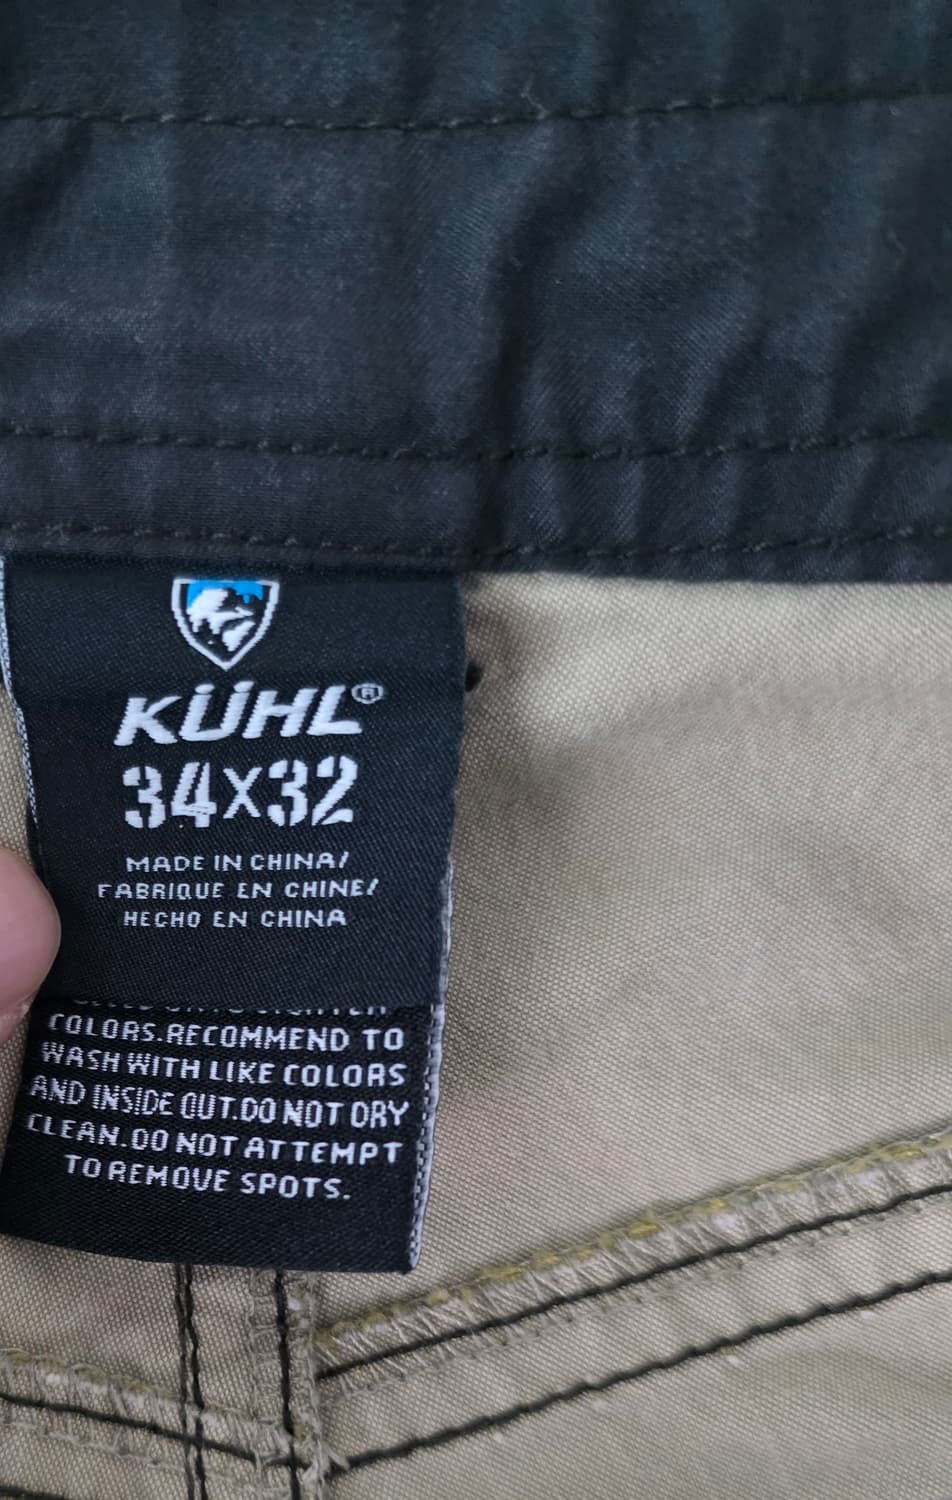 KÜHL®
34X32
MADE IN CHINA/
FABRIQUE EN CHINE/
HECHO EN CHINA
COLORS.RECOMMEND TO
WASH WITH LIKE COLORS
AND INSIDE OUT.DO NOT DRY
CLEAN.DO NOT ATTEMPT
TO REMOVE SPOTS.